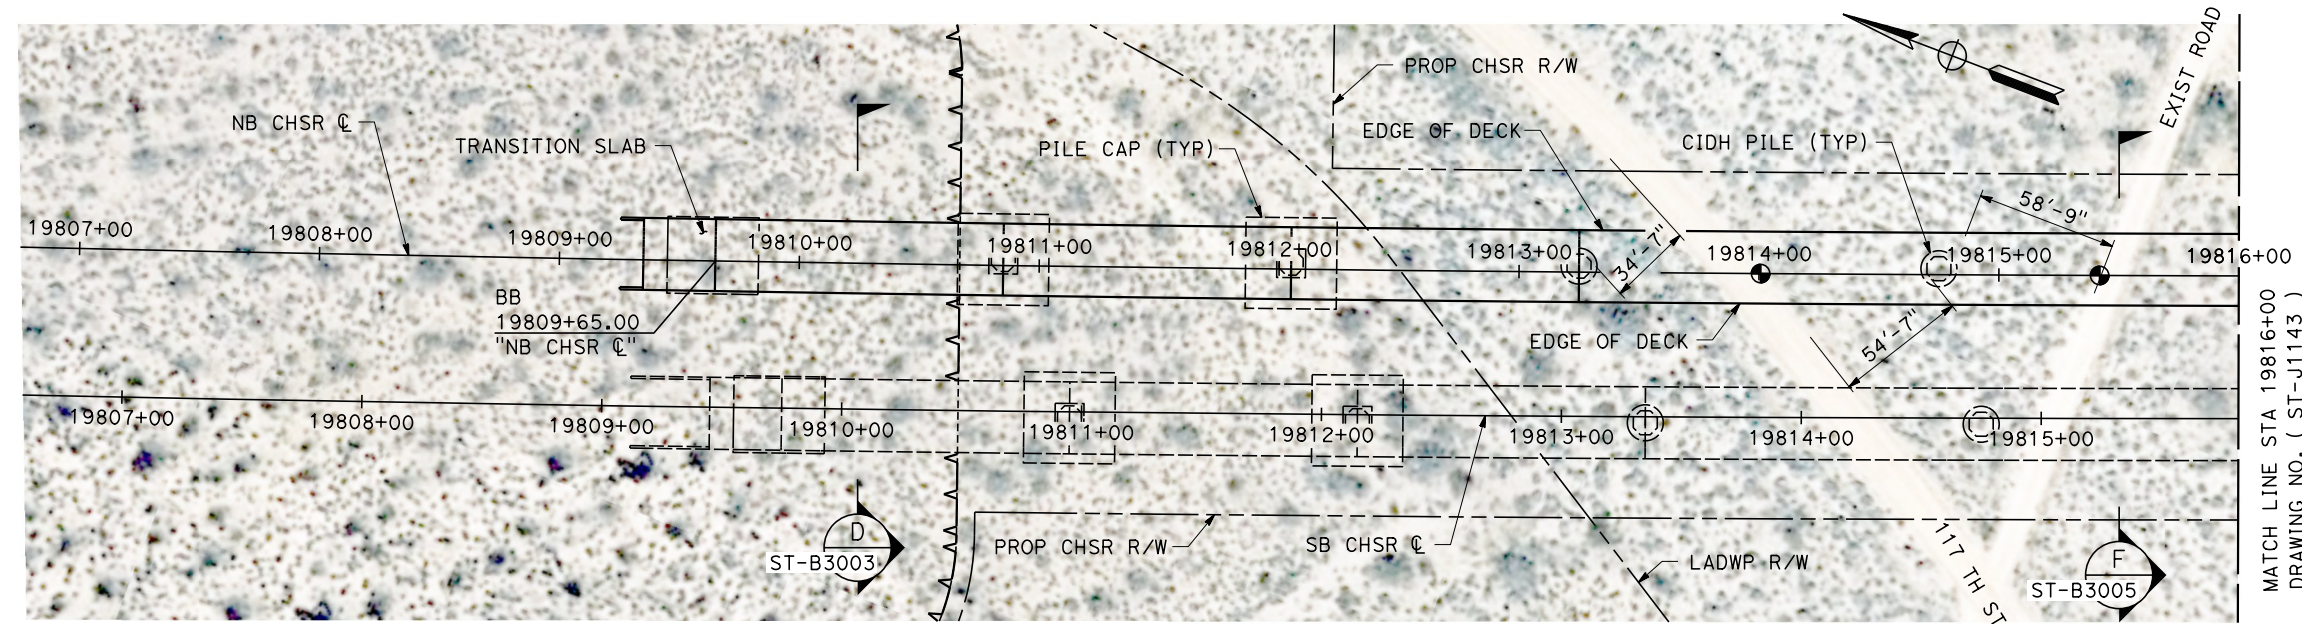 EXIST ROAD
PROP CHSR R/W
NB CHSR ℄
TRANSITION SLAB
PILE CAP (TYP)
EDGE OF DECK
CIDH PILE (TYP)
58'-9"
34'-7"
19807+00
19808+00
19809+00
19810+00
19811+00
19812+00
19813+00
19814+00
19815+00
19816+00
BB
19809+65.00
"NB CHSR ℄"
EDGE OF DECK
54'-7"
19807+00
19808+00
19809+00
19810+00
19811+00
19812+00
19813+00
19814+00
19815+00
MATCH LINE STA 19816+00
DRAWING NO. ( ST-J1143 )
D
ST-B3003
PROP CHSR R/W
SB CHSR ℄
LADWP R/W
117 TH ST
F
ST-B3005